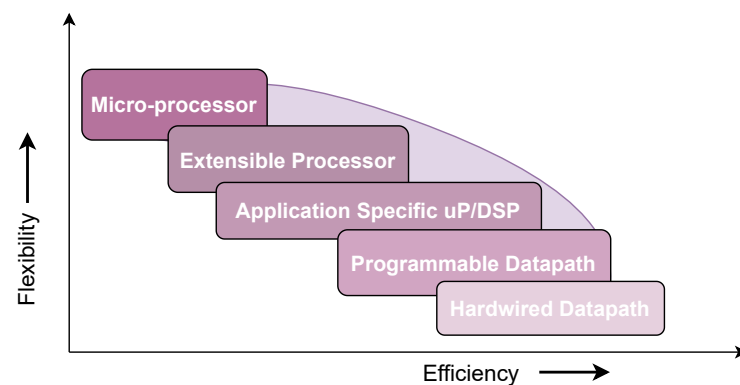 Micro-processor
Extensible Processor
Application Specific uP/DSP
Programmable Datapath
Hardwired Datapath
Flexibility
Efficiency